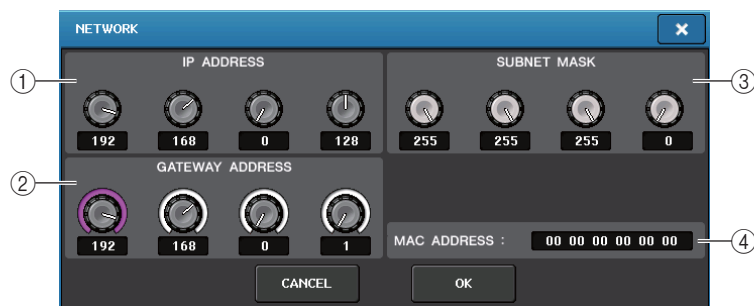 NETWORK
IP ADDRESS
192 168 0 128
① 
SUBNET MASK
255 255 255 0
③
GATEWAY ADDRESS
192 168 0 1
②
MAC ADDRESS : 00 00 00 00 00 00
④
CANCEL OK